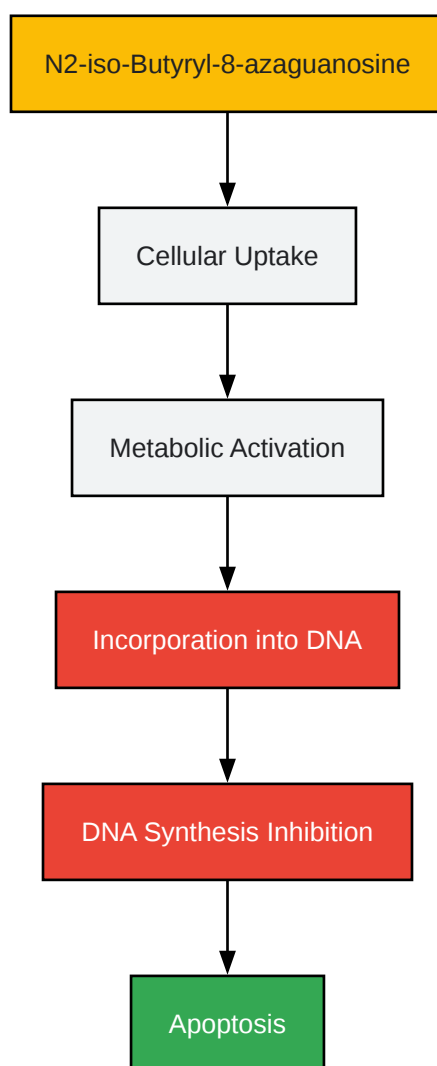 N2-iso-Butyryl-8-azaguanosine
Cellular Uptake
Metabolic Activation
Incorporation into DNA
DNA Synthesis Inhibition
Apoptosis